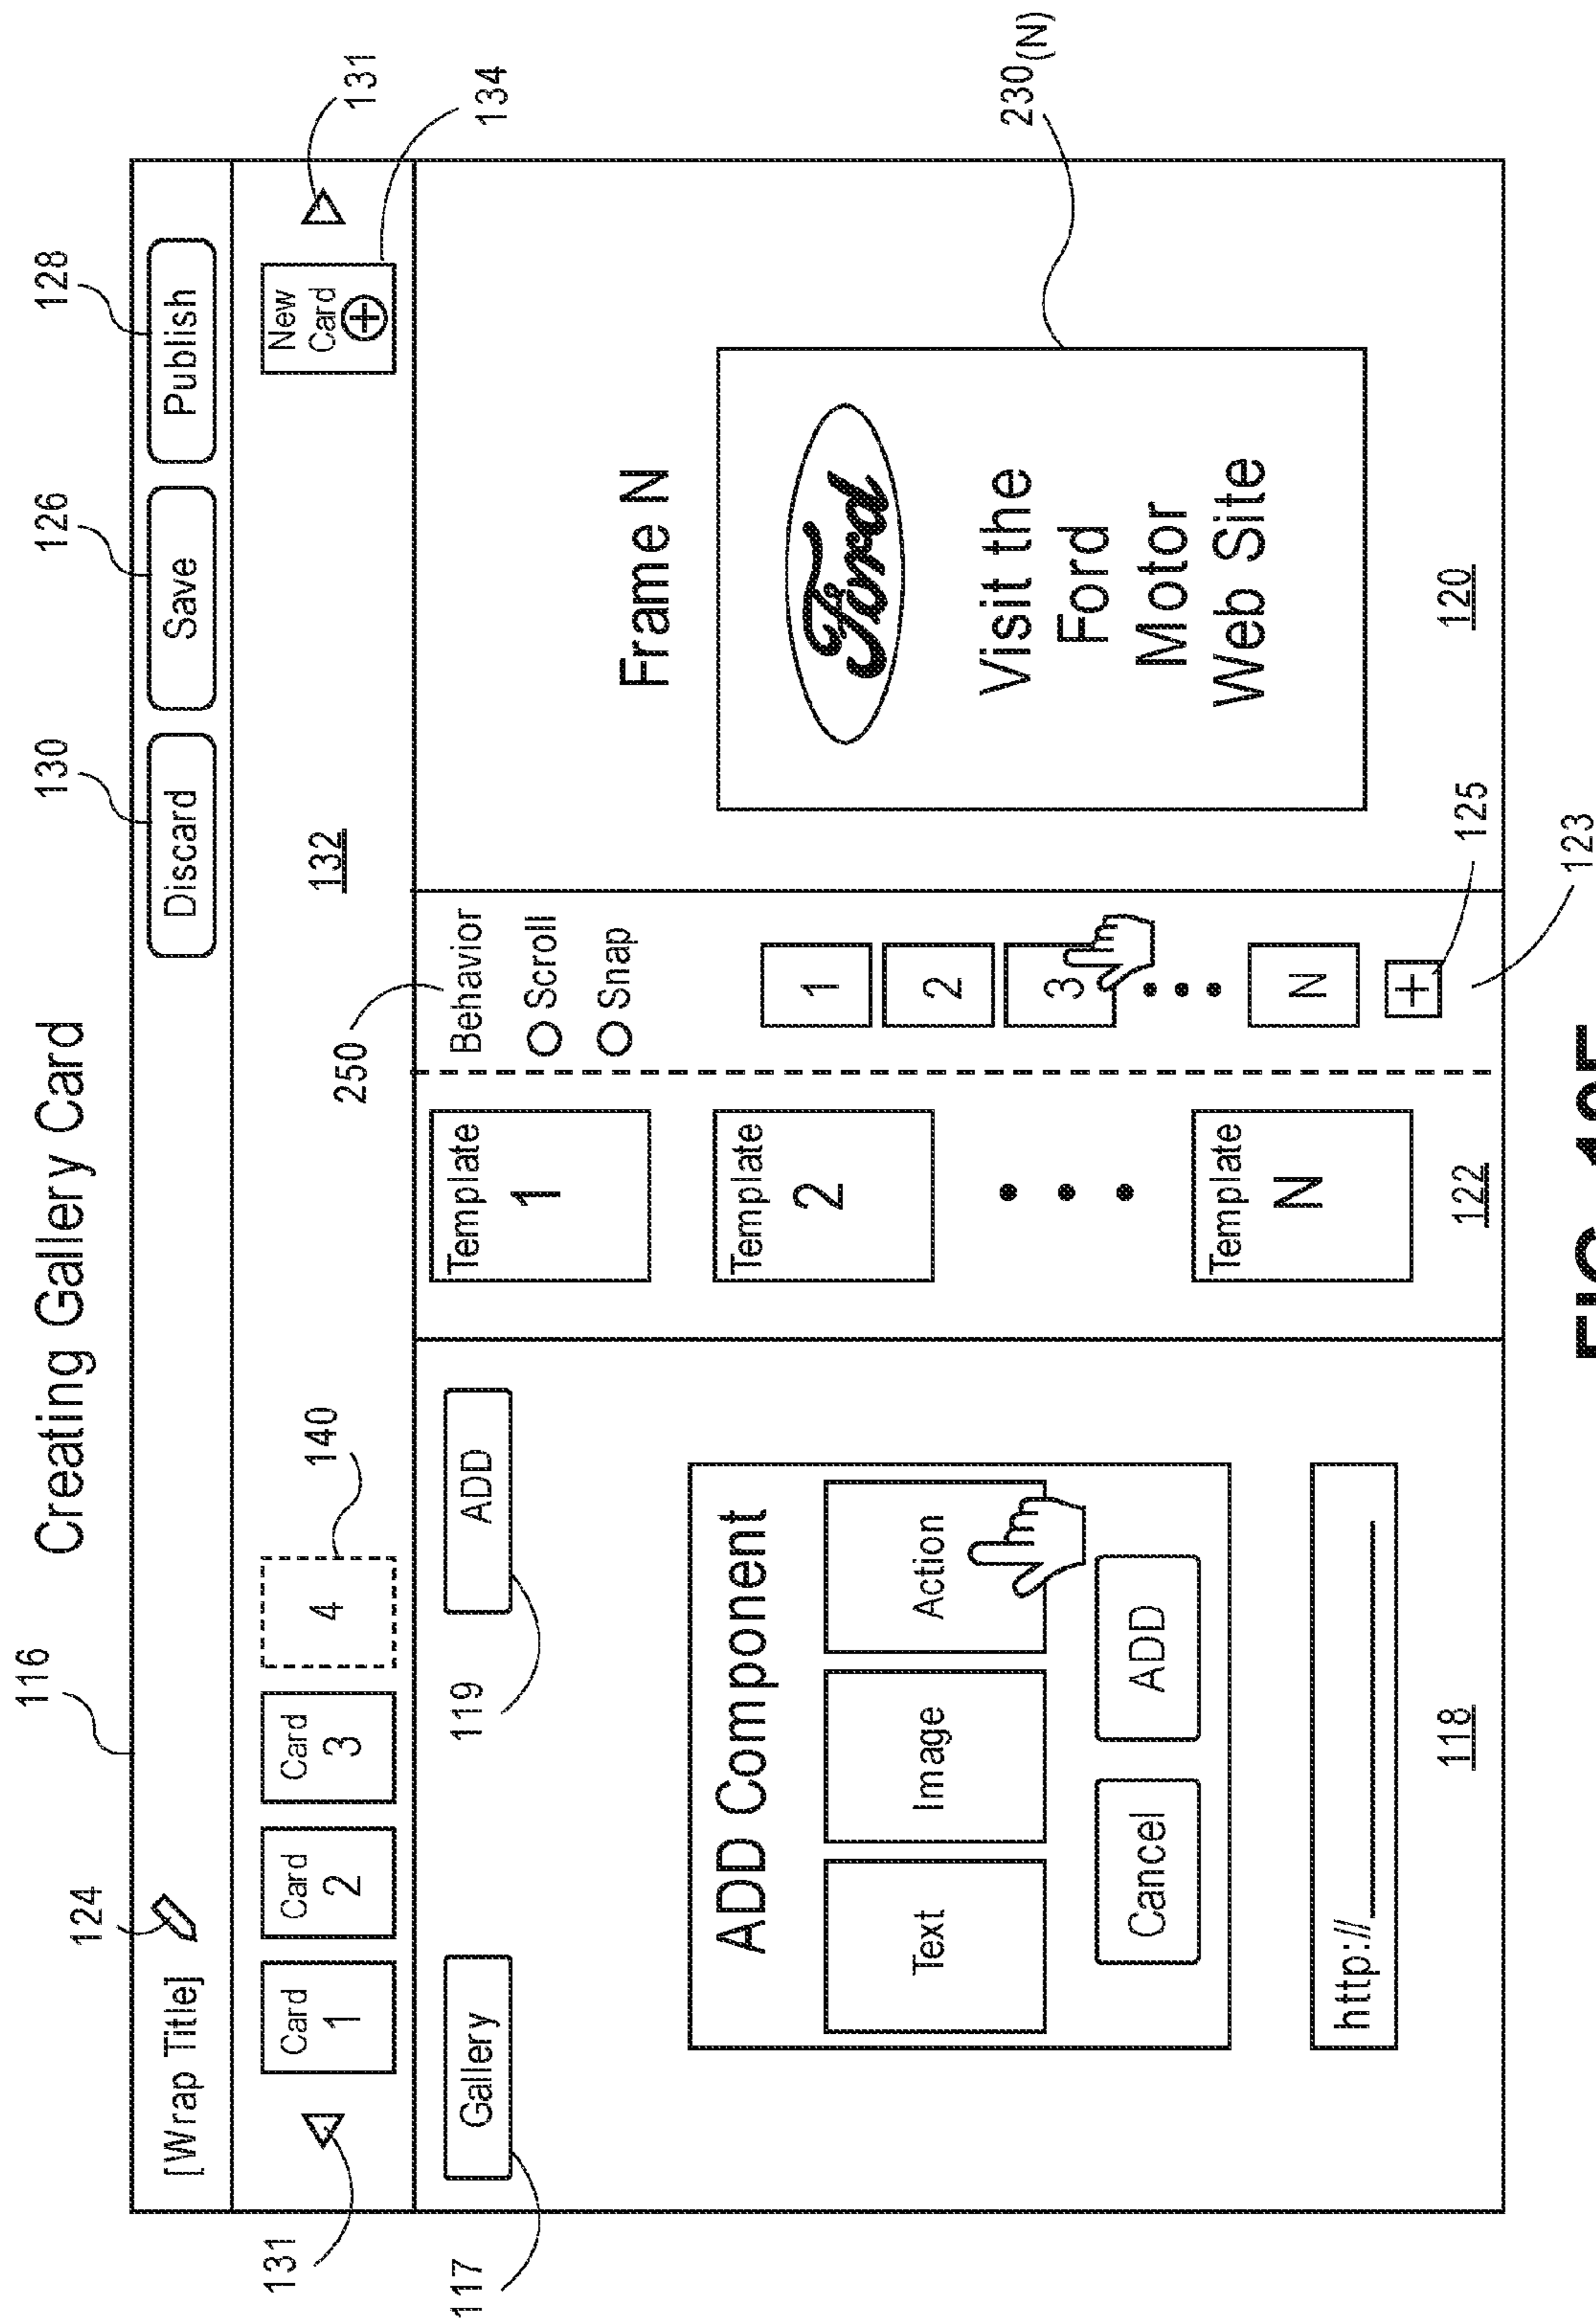 Creating Gallery Card
116
124
130
126
128
[Wrap Title]
Discard
Save
Publish
131
Card
1
Card
2
Card
3
4
140
132
New
Card
131
134
117
Gallery
119
ADD
ADD Component
Text
Image
Action
Cancel
ADD
http://
118
Template
1
Template
2
Template
N
122
250
Behavior
Scroll
Snap
1
2
3
N
+
125
123
Frame N
Ford
Visit the
Ford
Motor
Web Site
230(N)
120